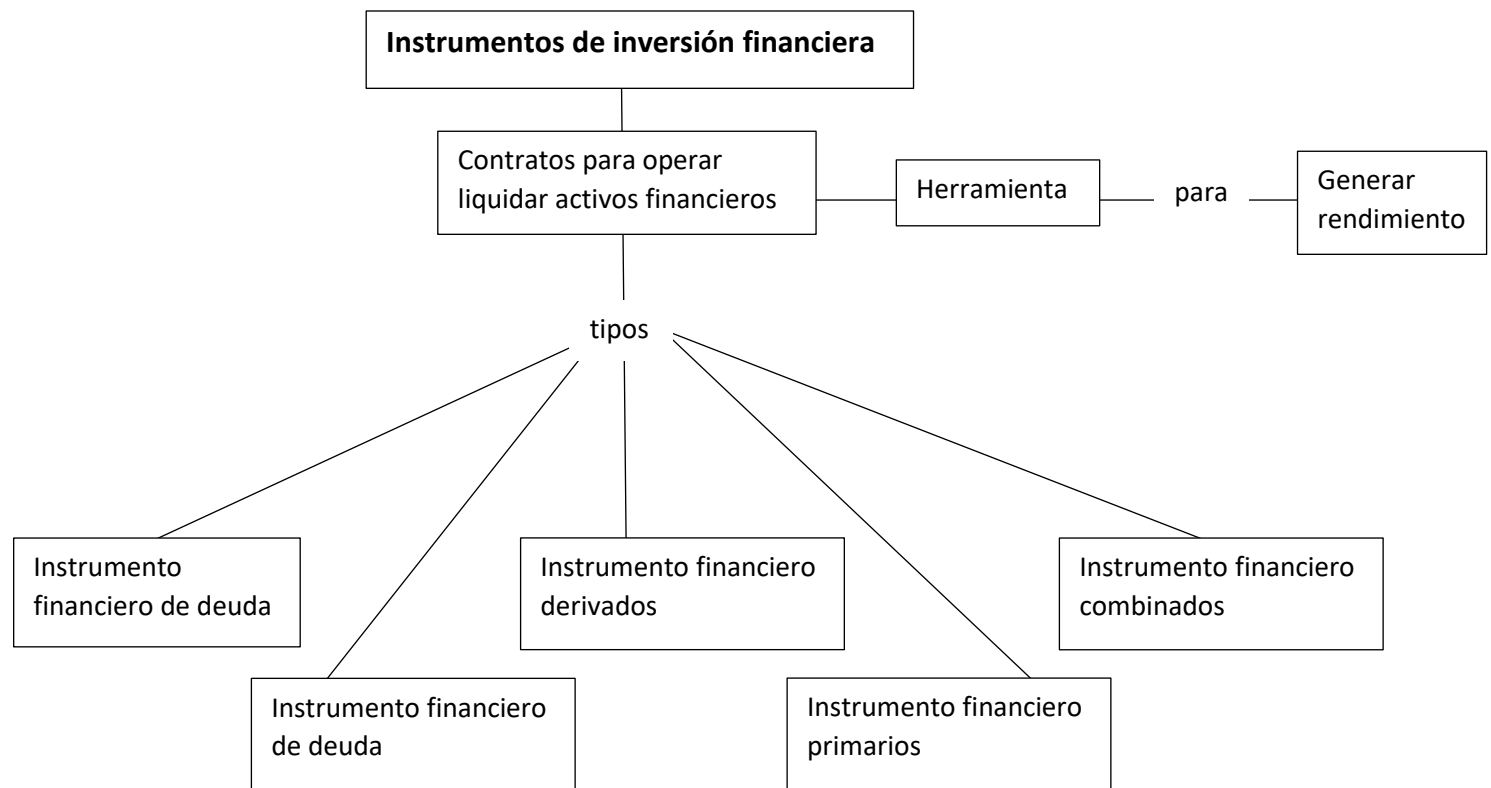 Instrumentos de inversión financiera
Contratos para operar
liquidar activos financieros
Herramienta
para
Generar
rendimiento
tipos
Instrumento
financiero de deuda
Instrumento financiero
derivados
Instrumento financiero
combinados
Instrumento financiero
de deuda
Instrumento financiero
primarios